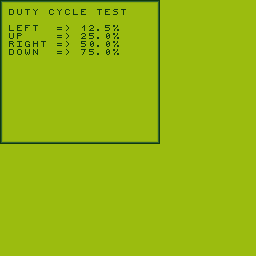 DUTY CYCLE TEST
LEFT => 12.5%
UP => 25.0%
RIGHT => 50.0%
DOWN => 75.0%